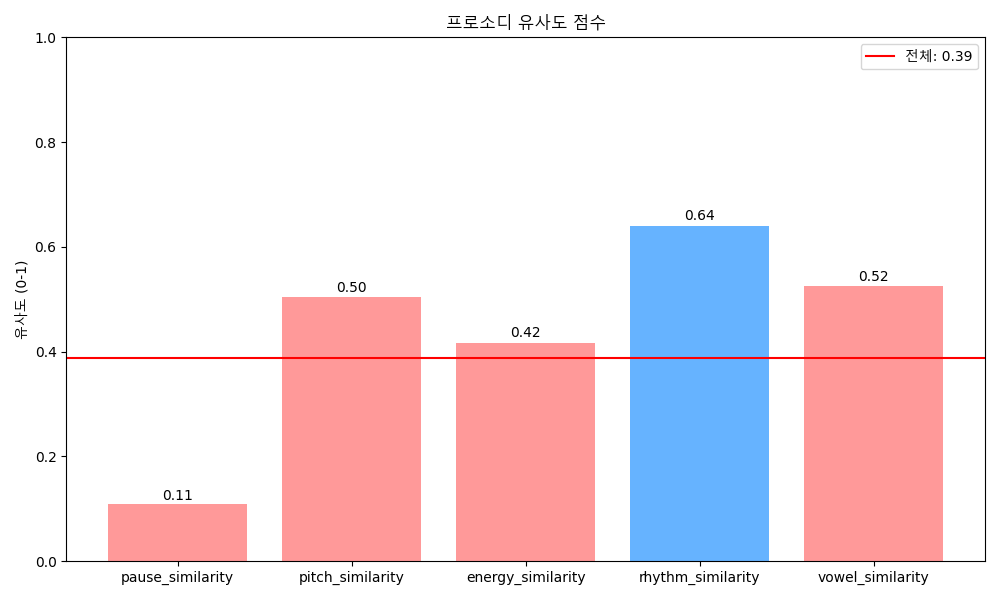 프로소디 유사도 점수
전체: 0.39
유사도 (0-1)
1.0
0.8
0.6
0.4
0.2
0.0
0.11
0.50
0.42
0.64
0.52
pause_similarity
pitch_similarity
energy_similarity
rhythm_similarity
vowel_similarity